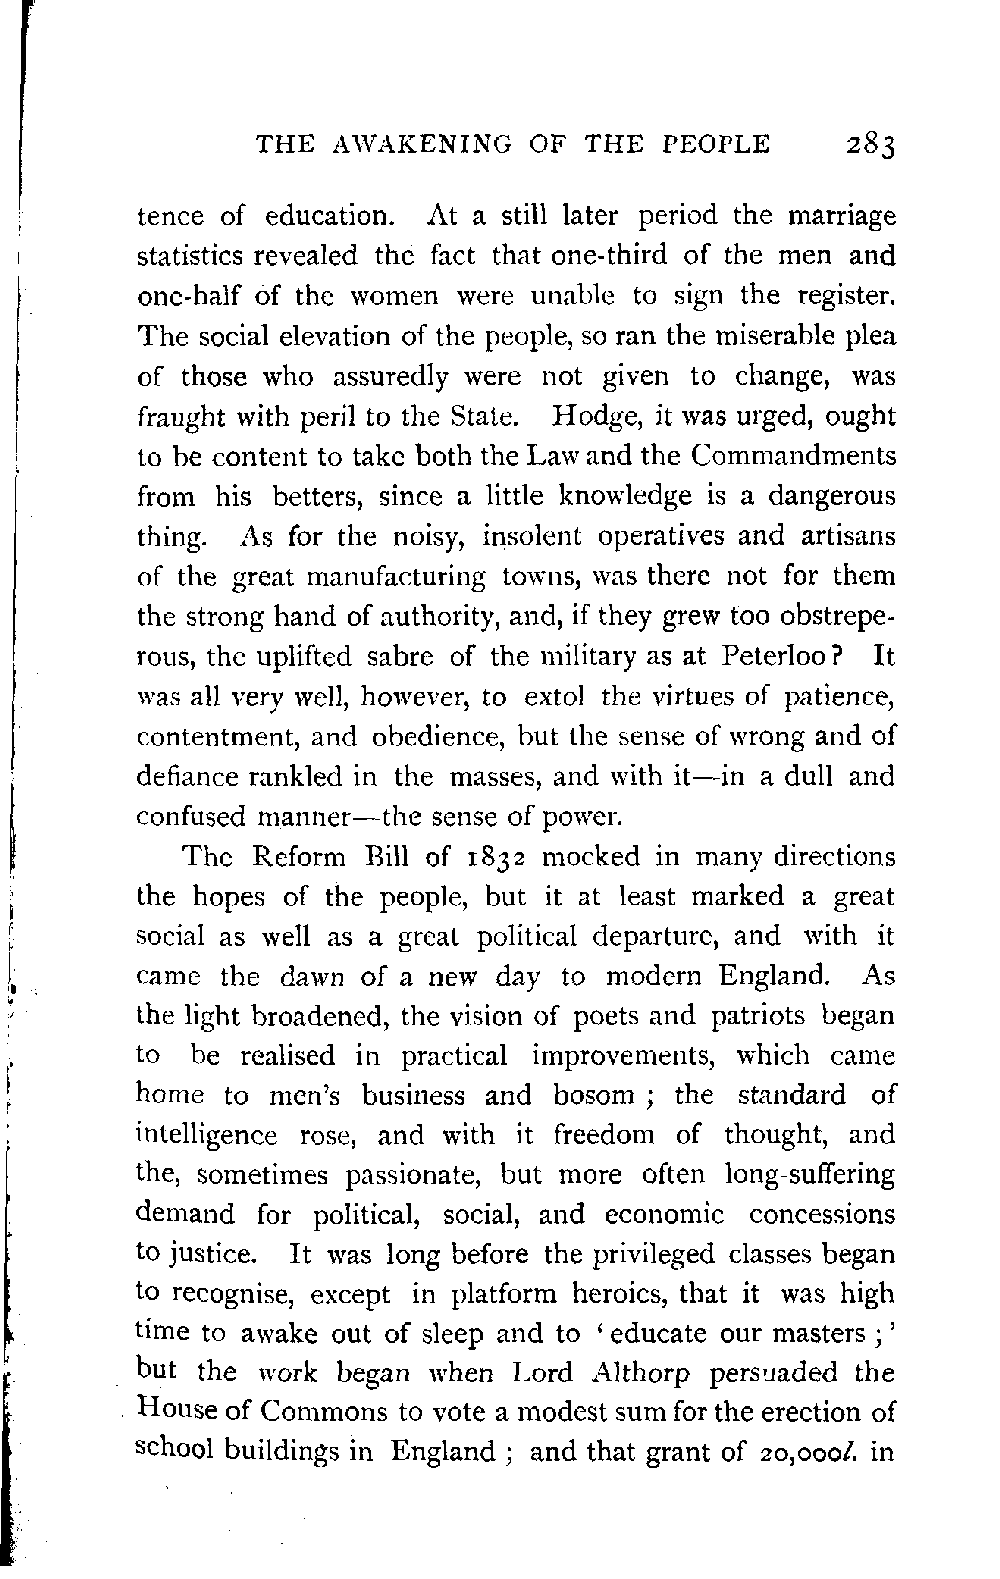 THE AWAKENING OF THE PEOPLE 283
tence of education. At a still later period the marriage
statistics revealed the fact that one-third of the men and
one-half of the women were unable to sign the register.
The social elevation of the people, so ran the miserable plea
of those who assuredly were not given to change, was
fraught with peril to the State. Hodge, it was urged, ought
to be content to take both the Law and the Commandments
from his betters, since a little knowledge is a dangerous
thing. As for the noisy, insolent operatives and artisans
of the great manufacturing towns, was there not for them
the strong hand of authority, and, if they grew too obstrepe-
rous, the uplifted sabre of the military as at Peterloo? It
was all very well, however, to extol the virtues of patience,
contentment, and obedience, but the sense of wrong and of
defiance rankled in the masses, and with it—in a dull and
confused manner—the sense of power.
The Reform Bill of 1832 mocked in many directions
the hopes of the people, but it at least marked a great
social as well as a great political departure, and with it
came the dawn of a new day to modern England. As
the light broadened, the vision of poets and patriots began
to be realised in practical improvements, which came
home to men's business and bosom ; the standard of
intelligence rose, and with it freedom of thought, and
the, sometimes passionate, but more often long-suffering
demand for political, social, and economic concessions
to justice. It was long before the privileged classes began
to recognise, except in platform heroics, that it was high
time to awake out of sleep and to ‘ educate our masters ; ’
but the work began when Lord Althorp persuaded the
House of Commons to vote a modest sum for the erection of
school buildings in England ; and that grant of 20,000l. in